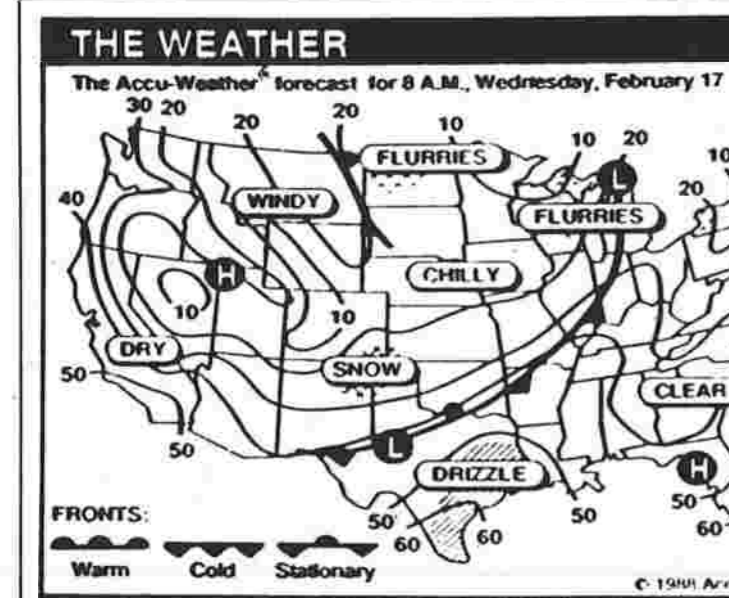 THE WEATHER
The Accu-Weather® forecast for 8 A.M., Wednesday, February 17
30 20 20 20 10 10 20 10
FLURRIES
L
20
WINDY
40
FLURRIES
H
CHILLY
10
10
DRY
SNOW
50
CLEAR
50
L
DRIZZLE
H
FRONTS:
50
60
60
50
50
60
Warm Cold Stationary
© 1988